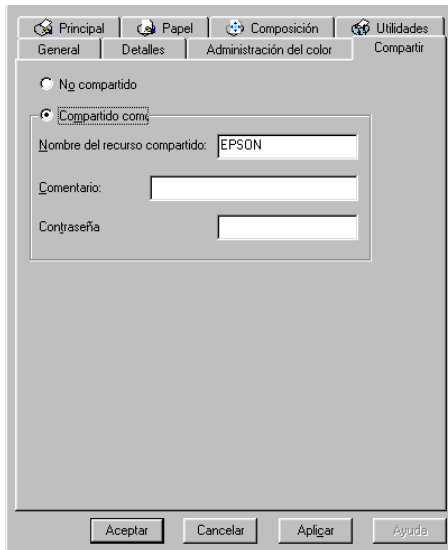 Principal Papel Composición Utilidades
General Detalles Administración del color Compartir
No compartido
Compartido com
Nombre del recurso compartido: EPSON
Comentario:
Contraseña
Aceptar Cancelar Aplicar Ayuda